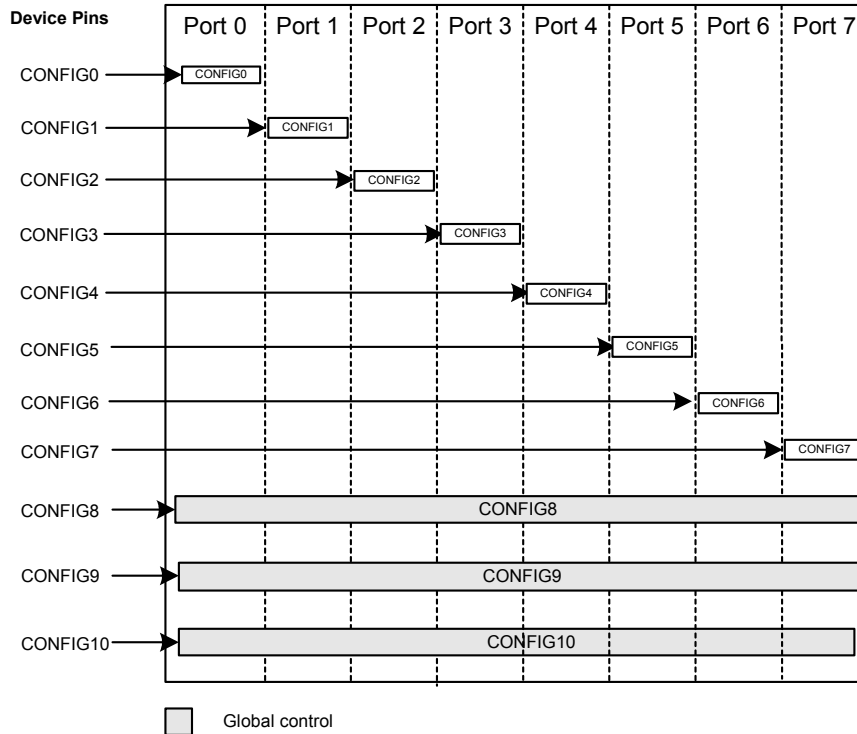 Device Pins
Port 0 Port 1 Port 2 Port 3 Port 4 Port 5 Port 6 Port 7
CONFIG0 CONFIG0
CONFIG1 CONFIG1
CONFIG2 CONFIG2
CONFIG3 CONFIG3
CONFIG4 CONFIG4
CONFIG5 CONFIG5
CONFIG6 CONFIG6
CONFIG7 CONFIG7
CONFIG8 CONFIG8
CONFIG9 CONFIG9
CONFIG10 CONFIG10
Global control